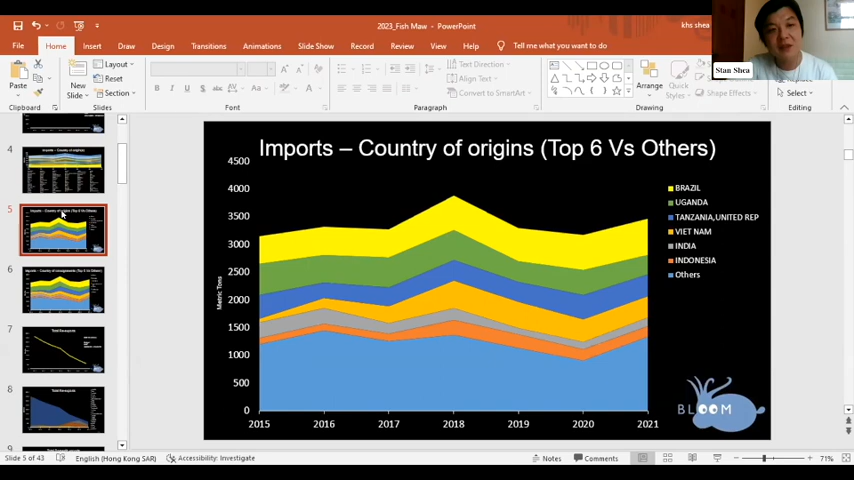 2023_Fish Maw - PowerPoint
khs shea
File Home Insert Draw Design Transitions Animations Slide Show Record Review View Help Tell me what you want to do
Paste
Clipboard
New
Slide
Layout
Reset
Section
Slides
B I U S
Font
Text Direction
Align Text
Convert to SmartArt
Paragraph
Arrange
Quick
Styles
Shape Effects
Drawing
Select
Editing
Stan Shea
4
5
6
7
8
9
Imports – Country of origins (Top 6 Vs Others)
Metric Tons
4500
4000
3500
3000
2500
2000
1500
1000
500
0
2015 2016 2017 2018 2019 2020 2021
BRAZIL
UGANDA
TANZANIA,UNITED REP
VIET NAM
INDIA
INDONESIA
Others
BLOOM
Slide 5 of 43 English (Hong Kong SAR) Accessibility: Investigate Notes Comments 71%